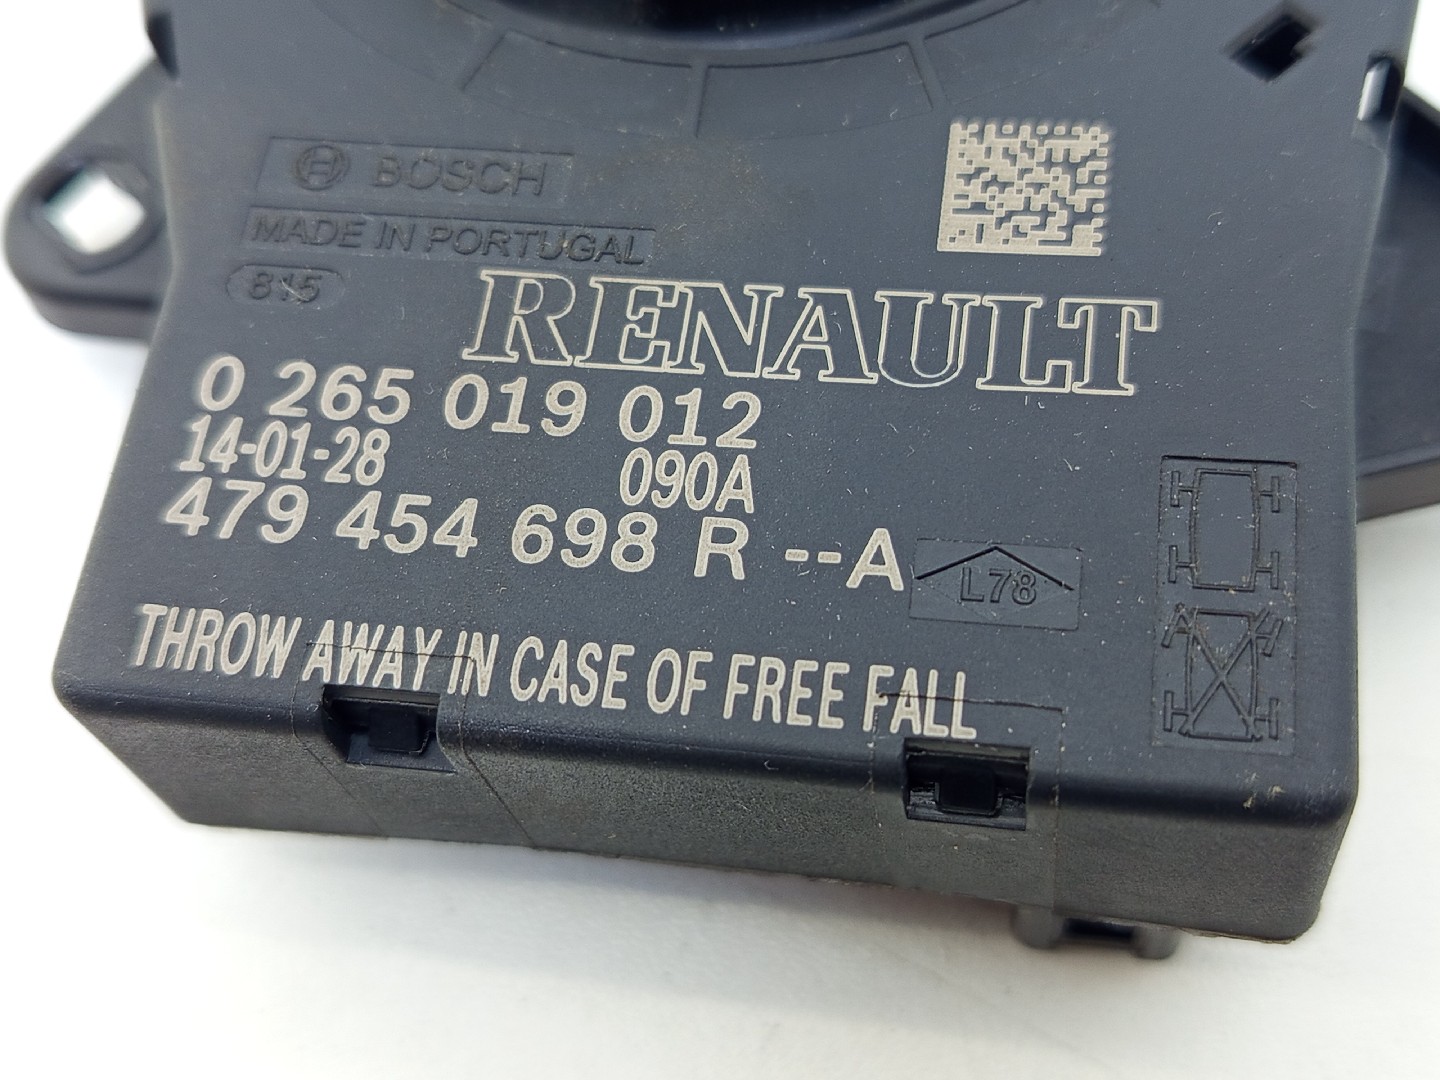 BOSCH
MADE IN PORTUGAL
815
RENAULT
0 265 019 012
14-01-28 090A
479 454 698 R --A
L78
THROW AWAY IN CASE OF FREE FALL